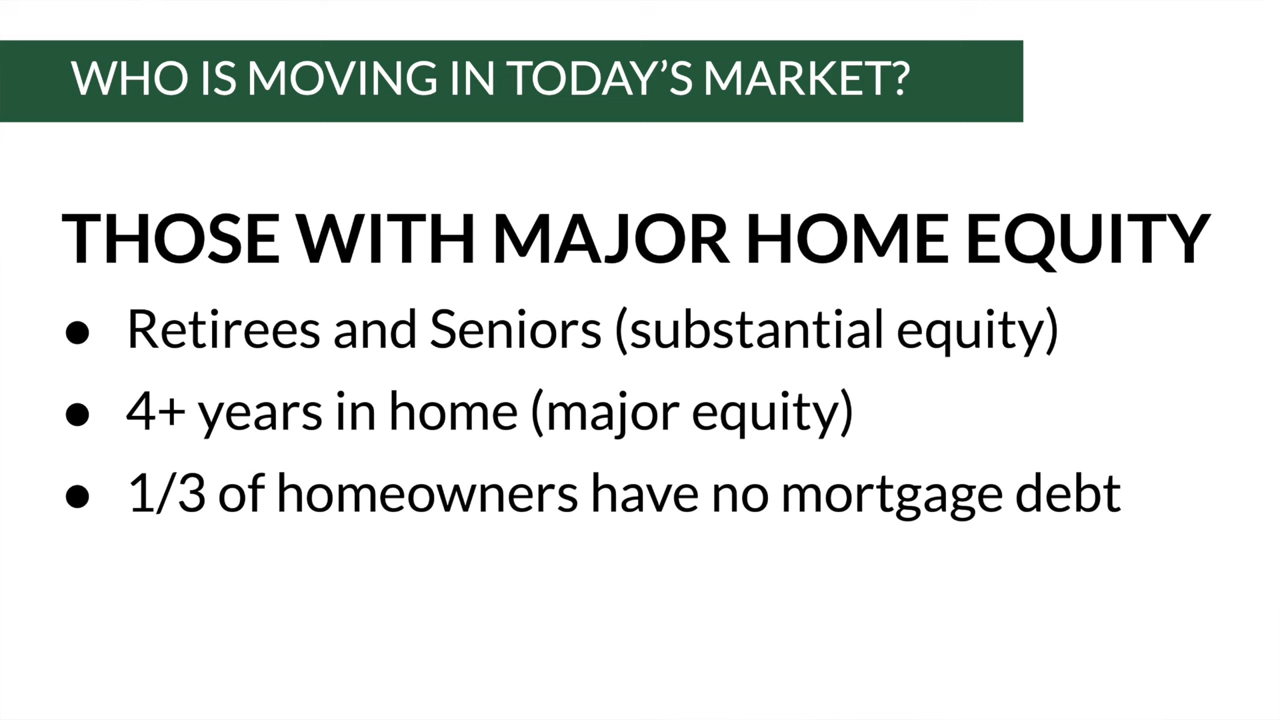 WHO IS MOVING IN TODAY’S MARKET?
THOSE WITH MAJOR HOME EQUITY
● Retirees and Seniors (substantial equity)
● 4+ years in home (major equity)
● 1/3 of homeowners have no mortgage debt